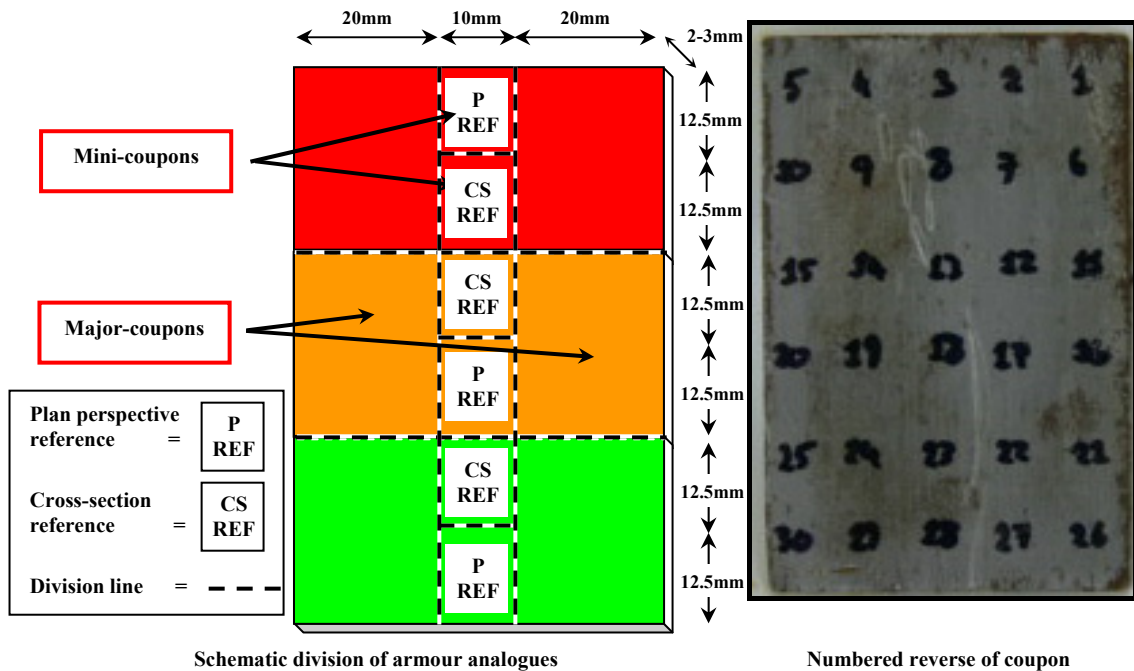 20mm 10mm 20mm
2-3mm
P
REF
12.5mm
Mini-coupons
CS
REF
12.5mm
CS
REF
12.5mm
Major-coupons
P
REF
12.5mm
CS
REF
12.5mm
P
REF
12.5mm
Plan perspective
reference = P
REF
Cross-section
reference = CS
REF
Division line =
5 4 3 2 1
10 9 8 7 6
15 14 13 12 11
20 19 18 17 16
25 24 23 22 21
30 29 28 27 26
Schematic division of armour analogues
Numbered reverse of coupon